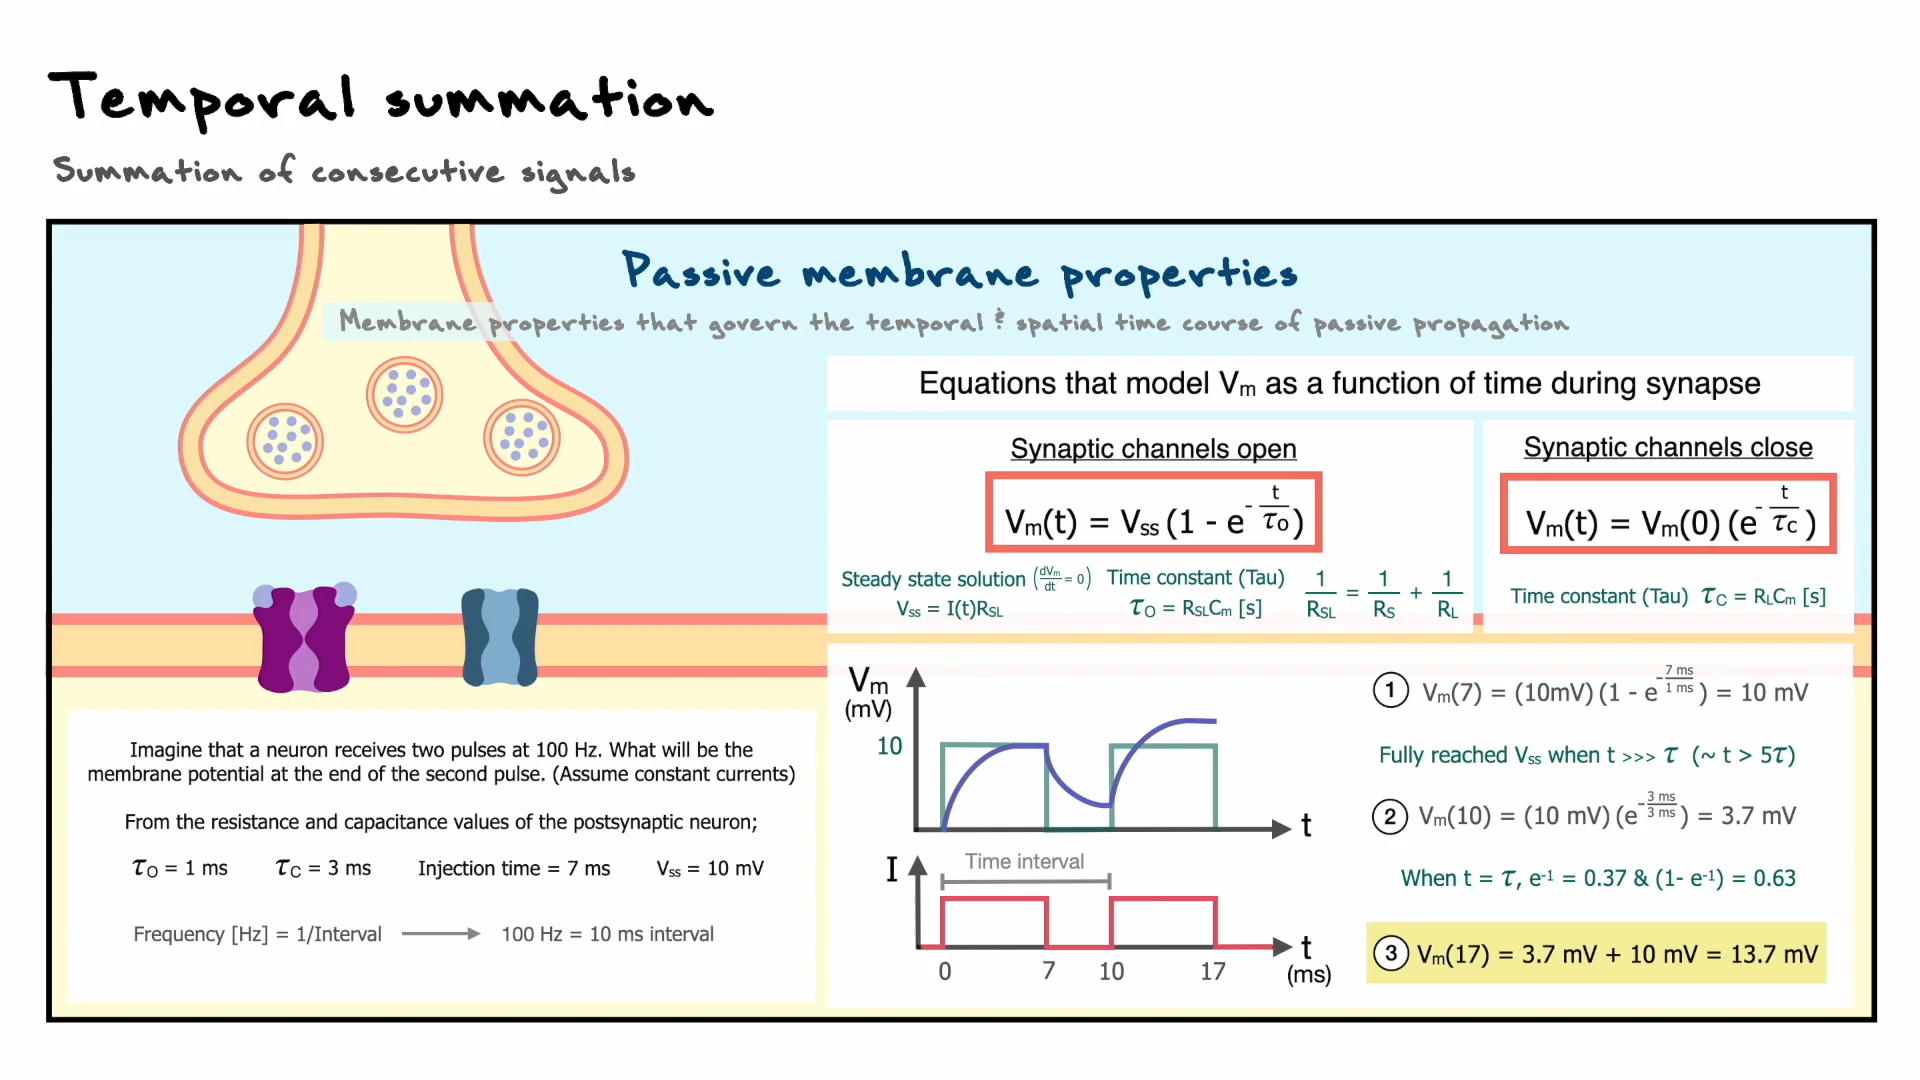 Temporal summation
Summation of consecutive signals
Passive membrane properties
Membrane properties that govern the temporal & spatial time course of passive propagation
Equations that model Vm as a function of time during synapse
Synaptic channels open
Vm(t) = Vss (1 - e^-t/τo)
Steady state solution (dVm/dt = 0)
Vss = I(t)RSL
Time constant (Tau)
τO = RSLCm [s]
1/RSL = 1/RS + 1/RL
Synaptic channels close
Vm(t) = Vm(0) (e^-t/τc)
Time constant (Tau) τC = RLCm [s]
Imagine that a neuron receives two pulses at 100 Hz. What will be the
membrane potential at the end of the second pulse. (Assume constant currents)
From the resistance and capacitance values of the postsynaptic neuron;
τO = 1 ms τC = 3 ms Injection time = 7 ms Vss = 10 mV
Frequency [Hz] = 1/Interval 100 Hz = 10 ms interval
Vm
(mV)
10
t
I
Time interval
t
(ms)
0 7 10 17
1 Vm(7) = (10mV) (1 - e^-7 ms/1 ms) = 10 mV
Fully reached Vss when t >>> τ (~ t > 5τ)
2 Vm(10) = (10 mV) (e^-3 ms/3 ms) = 3.7 mV
When t = τ, e-1 = 0.37 & (1- e-1) = 0.63
3 Vm(17) = 3.7 mV + 10 mV = 13.7 mV